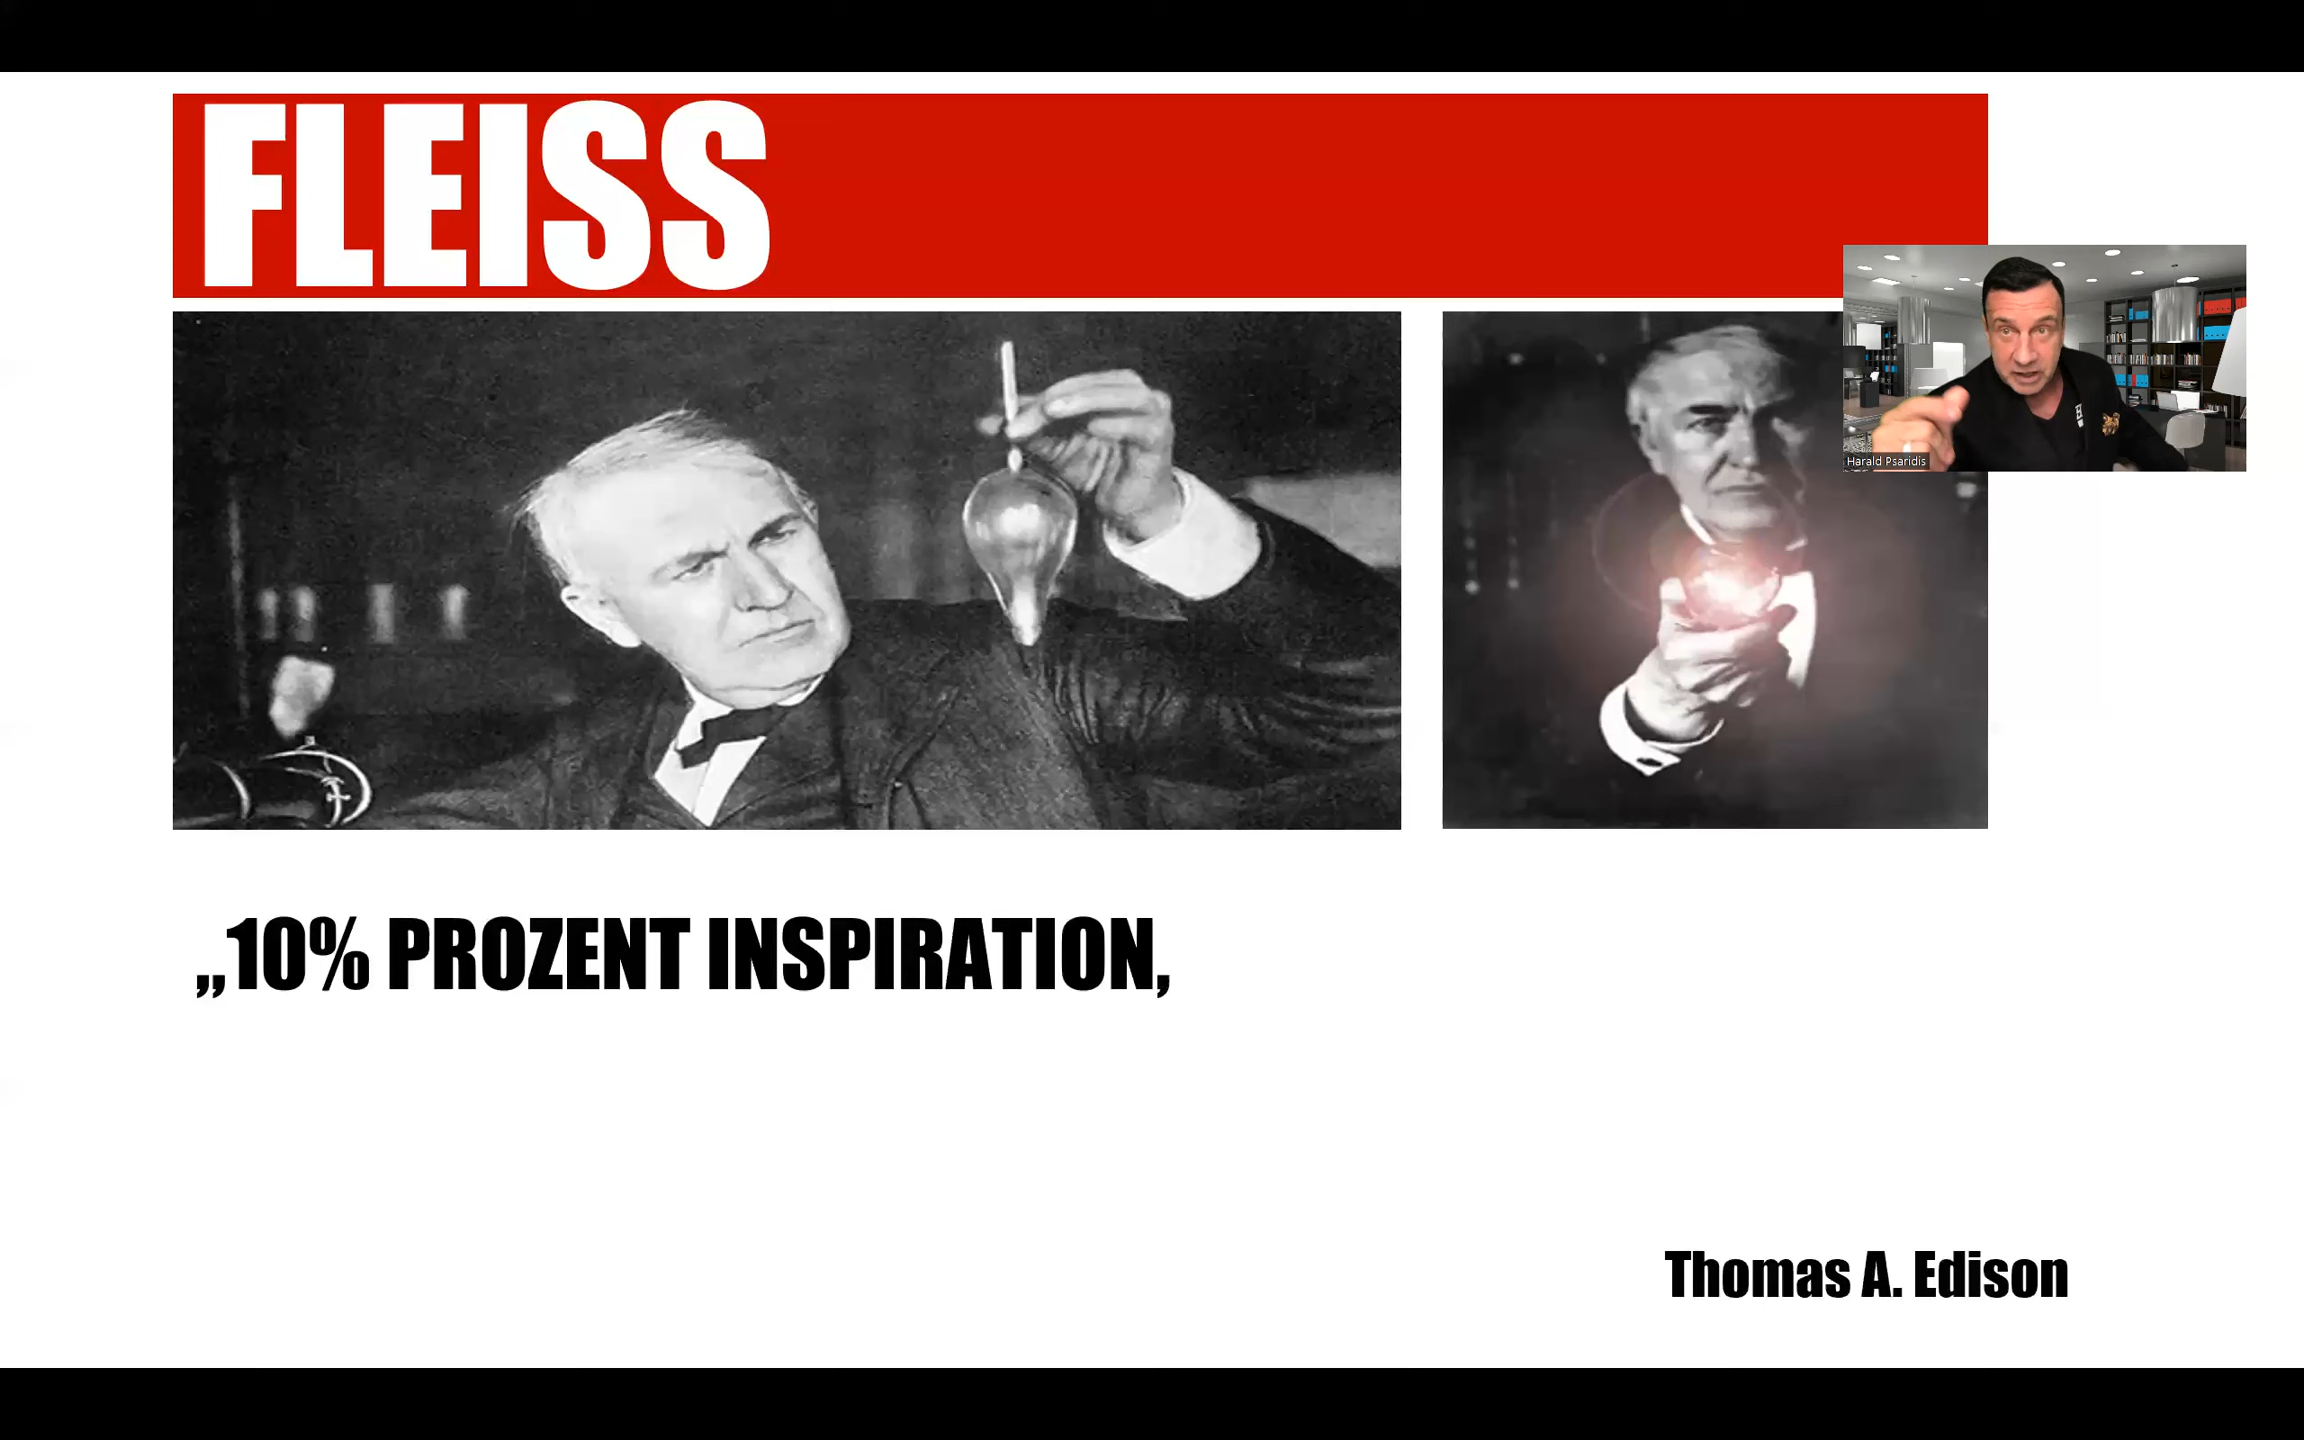 FLEISS
Harald Psaridis
„10% PROZENT INSPIRATION,
Thomas A. Edison